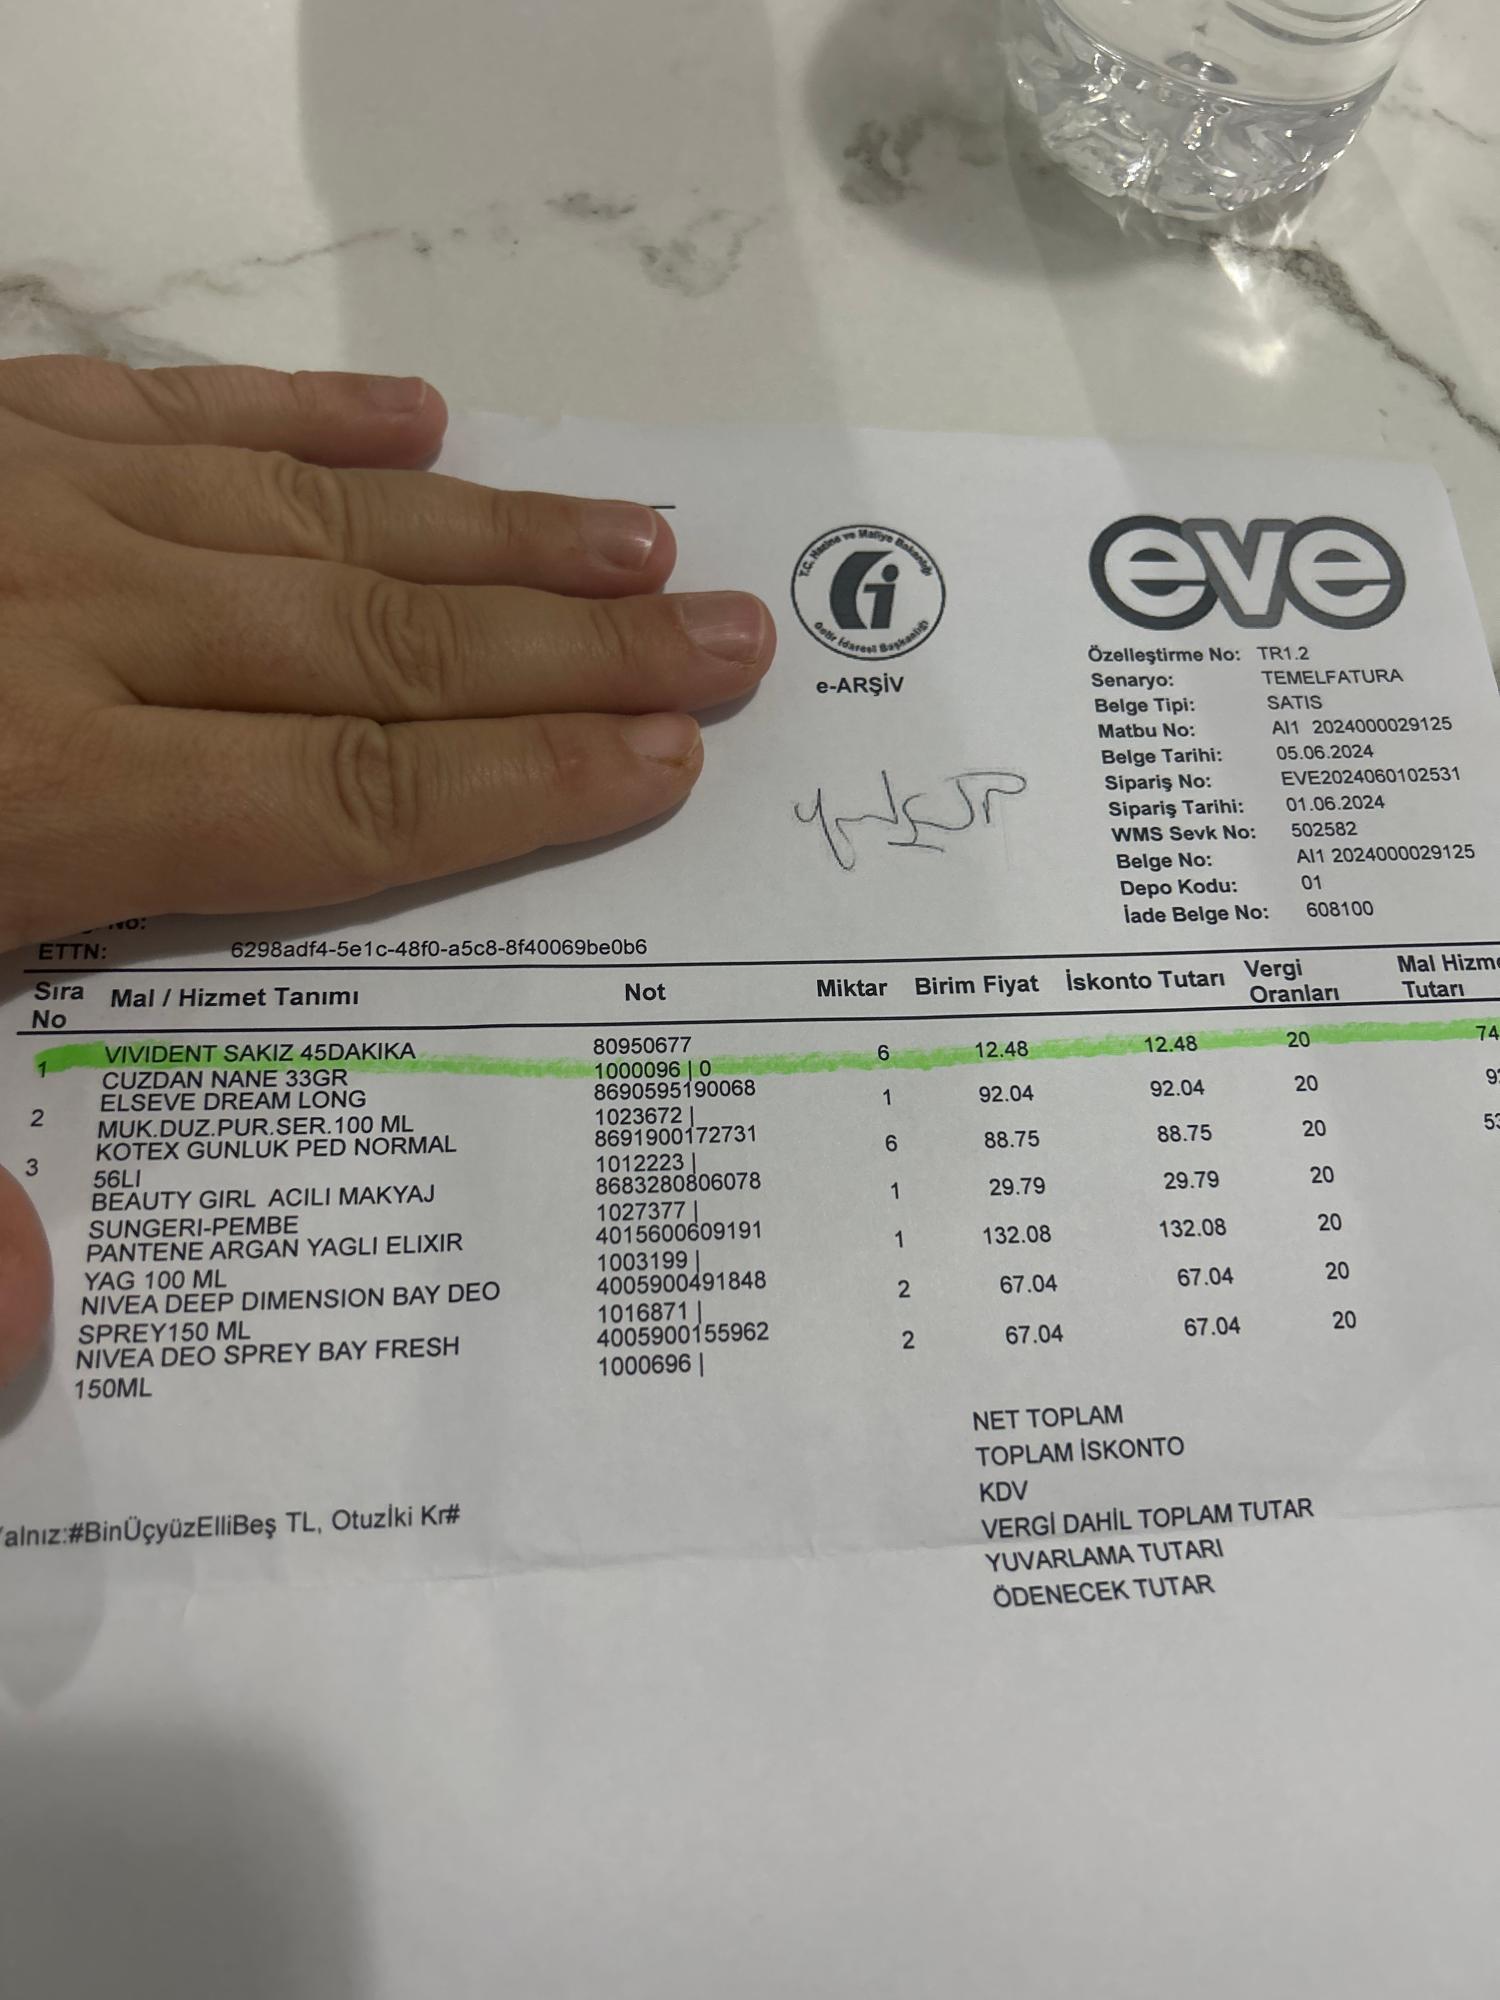 T.C. Hazine ve Maliye Bakanlığı
Gelir İdaresi Başkanlığı
e-ARŞİV
eve
Özelleştirme No: TR1.2
Senaryo: TEMELFATURA
Belge Tipi: SATIS
Matbu No: AI1 2024000029125
Belge Tarihi: 05.06.2024
Sipariş No: EVE2024060102531
Sipariş Tarihi: 01.06.2024
WMS Sevk No: 502582
Belge No: AI1 2024000029125
Depo Kodu: 01
İade Belge No: 608100
No:
ETTN: 6298adf4-5e1c-48f0-a5c8-8f40069be0b6
Sıra No Mal / Hizmet Tanımı Not Miktar Birim Fiyat İskonto Tutarı Vergi Oranları Mal Hizme Tutarı
1 VIVIDENT SAKIZ 45DAKIKA 80950677 6 12.48 12.48 20 74
CUZDAN NANE 33GR 1000096 | 0
2 ELSEVE DREAM LONG 8690595190068 1 92.04 92.04 20 9
MUK.DUZ.PUR.SER.100 ML 1023672 |
3 KOTEX GUNLUK PED NORMAL 8691900172731 6 88.75 88.75 20 53
56LI 1012223 |
BEAUTY GIRL ACILI MAKYAJ 8683280806078 1 29.79 29.79 20
SUNGERI-PEMBE 1027377 |
PANTENE ARGAN YAGLI ELIXIR 4015600609191 1 132.08 132.08 20
YAG 100 ML 1003199 |
NIVEA DEEP DIMENSION BAY DEO 4005900491848 2 67.04 67.04 20
SPREY150 ML 1016871 |
NIVEA DEO SPREY BAY FRESH 4005900155962 2 67.04 67.04 20
150ML 1000696 |
NET TOPLAM
TOPLAM İSKONTO
KDV
VERGİ DAHİL TOPLAM TUTAR
YUVARLAMA TUTARI
ÖDENECEK TUTAR
alnız:#BinÜçyüzElliBeş TL, Otuzİki Kr#